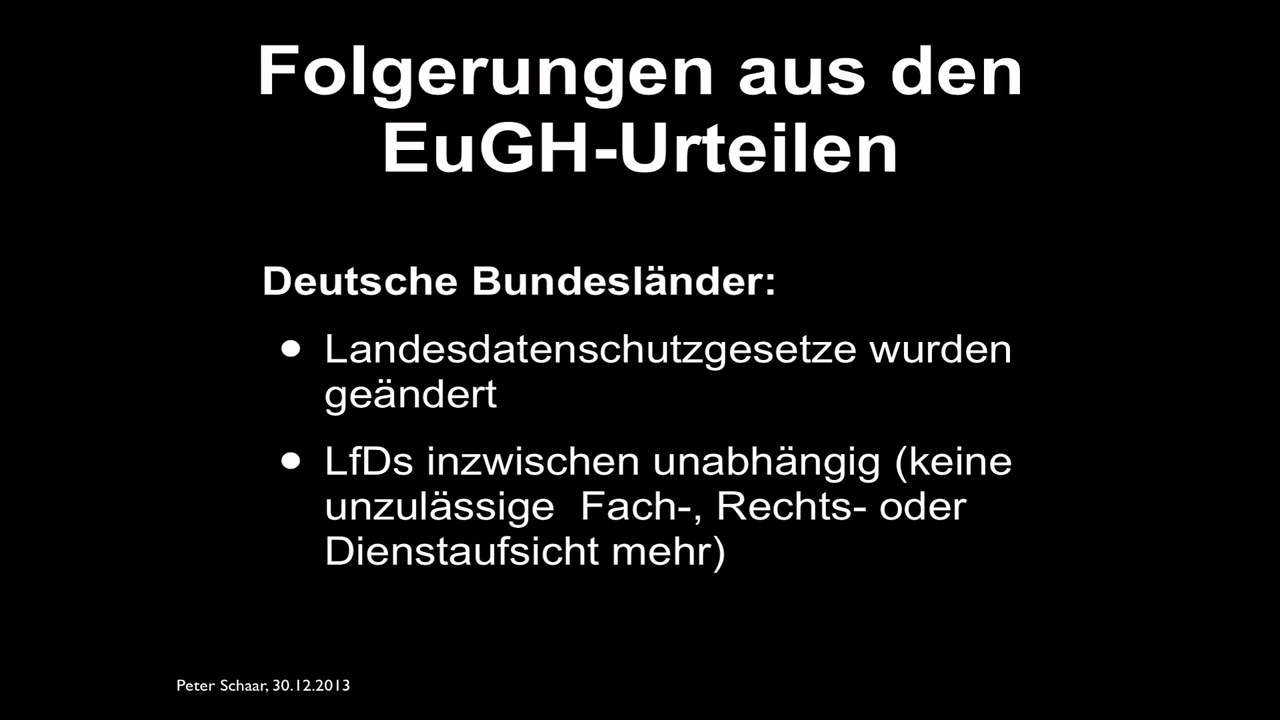 Folgerungen aus den
EuGH-Urteilen
Deutsche Bundesländer:
• Landesdatenschutzgesetze wurden
geändert
• LfDs inzwischen unabhängig (keine
unzulässige  Fach-, Rechts- oder
Dienstaufsicht mehr)
Peter Schaar, 30.12.2013